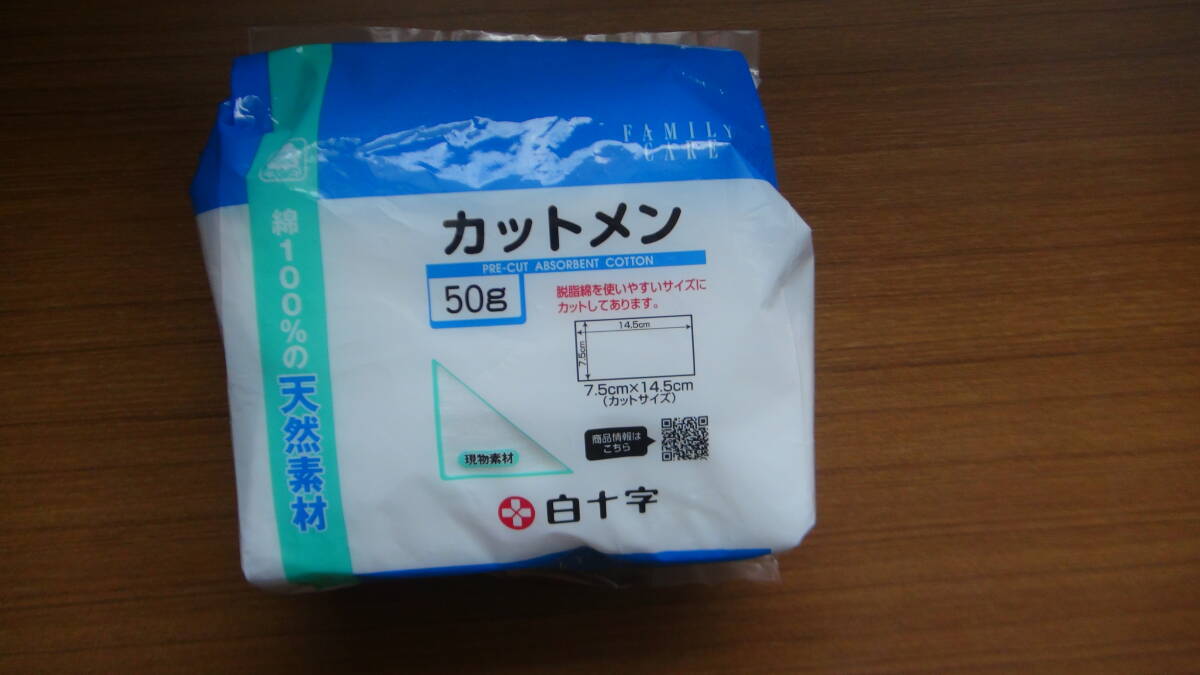 FAMILY
CARE
綿100%の天然素材
カットメン
PRE-CUT ABSORBENT COTTON
50g
脱脂綿を使いやすいサイズに
カットしてあります。
14.5cm
7.5cm
7.5cm×14.5cm
(カットサイズ)
商品情報は
こちら
現物素材
白十字